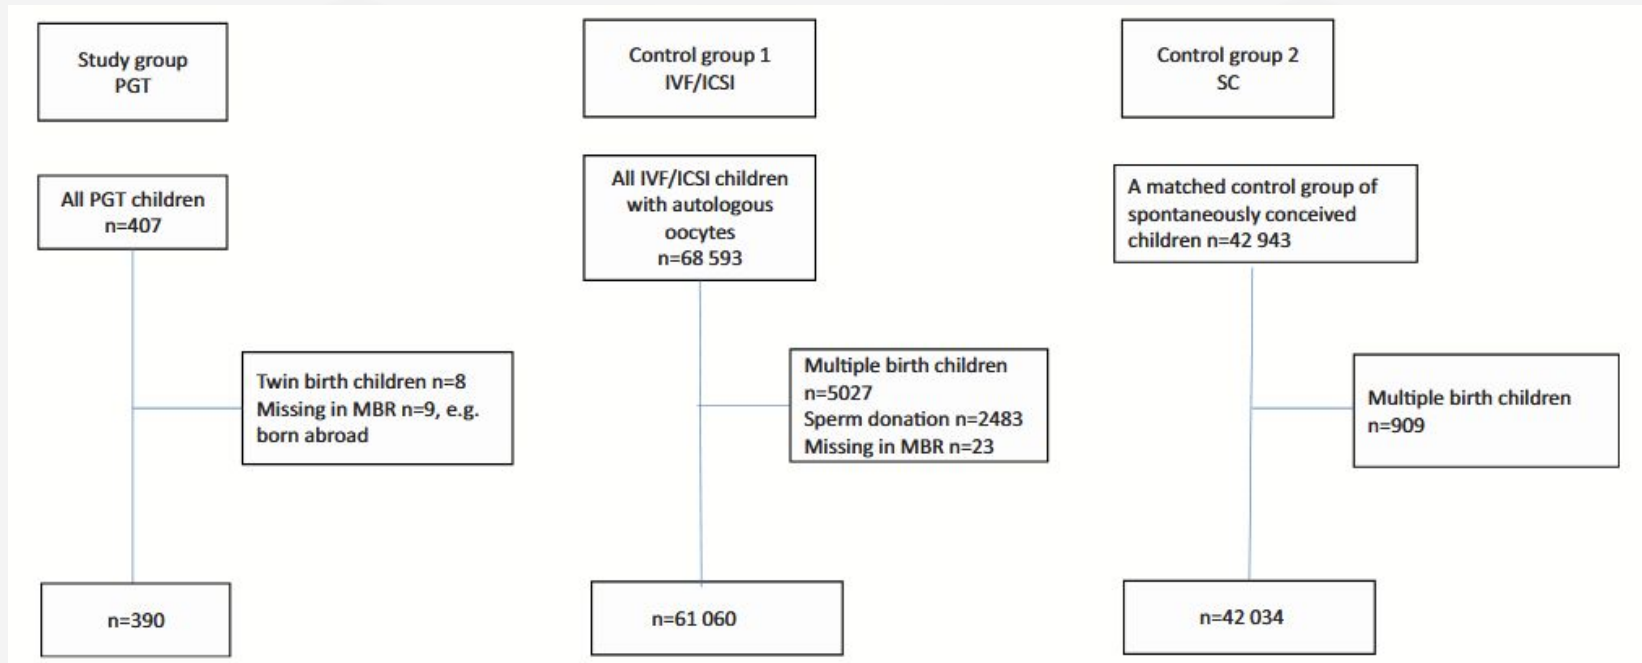 Study group
PGT
Control group 1
IVF/ICSI
Control group 2
SC
All PGT children
n=407
All IVF/ICSI children
with autologous
oocytes
n=68 593
A matched control group of
spontaneously conceived
children n=42 943
Twin birth children n=8
Missing in MBR n=9, e.g.
born abroad
Multiple birth children
n=5027
Sperm donation n=2483
Missing in MBR n=23
Multiple birth children
n=909
n=390
n=61 060
n=42 034